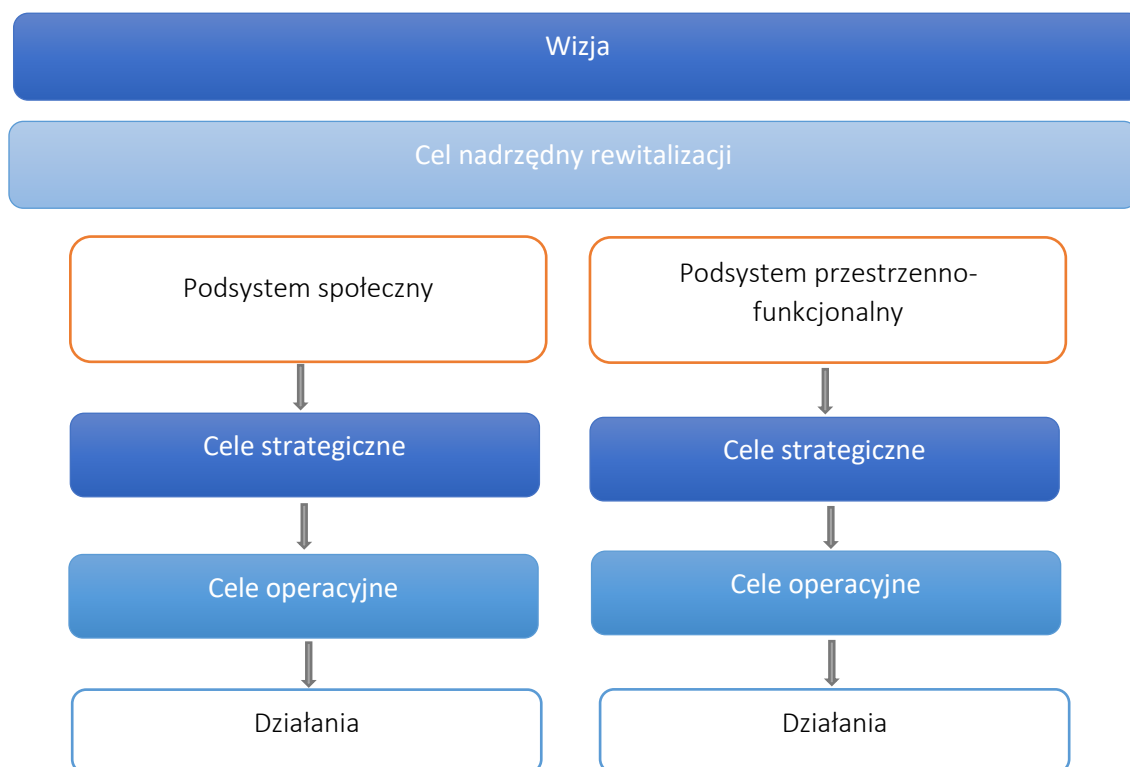 Wizja
Cel nadrzędny rewitalizacji
Podsystem społeczny
Podsystem przestrzenno-
funkcjonalny
Cele strategiczne
Cele strategiczne
Cele operacyjne
Cele operacyjne
Działania
Działania